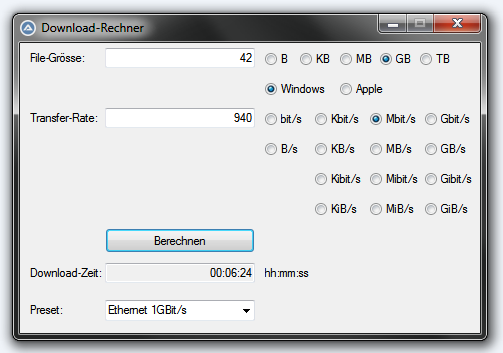 Download-Rechner
File-Grösse: 42 B KB MB GB TB
Windows Apple
Transfer-Rate: 940 bit/s Kbit/s Mbit/s Gbit/s
B/s KB/s MB/s GB/s
Kibit/s Mibit/s Gibit/s
KiB/s MiB/s GiB/s
Berechnen
Download-Zeit: 00:06:24 hh:mm:ss
Preset: Ethernet 1GBit/s